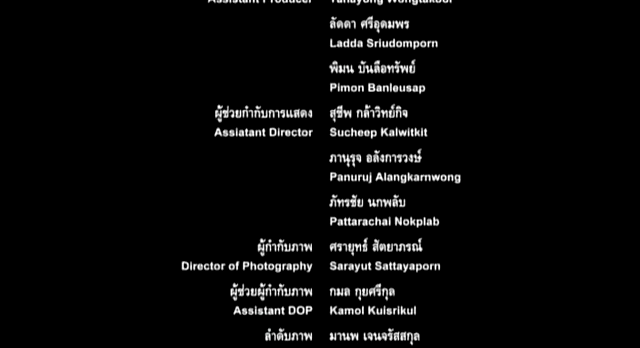 Assistant Producer Tanayong Wongtakool
ลัดดา ศรีอุดมพร
Ladda Sriudomporn
พิมน บันลือทรัพย์
Pimon Banleusap
ผู้ช่วยกำกับการแสดง สุชีพ กล้าวิทย์กิจ
Assiatant Director Sucheep Kalwitkit
ภานุรุจ อลังการวงษ์
Panuruj Alangkarnwong
ภัทรชัย นกพลับ
Pattarachai Nokplab
ผู้กำกับภาพ ศรายุทธ์ สัตยาภรณ์
Director of Photography Sarayut Sattayaporn
ผู้ช่วยผู้กำกับภาพ กมล กุยศรีกุล
Assistant DOP Kamol Kuisrikul
ลำดับภาพ มานพ เจนจรัสสกุล